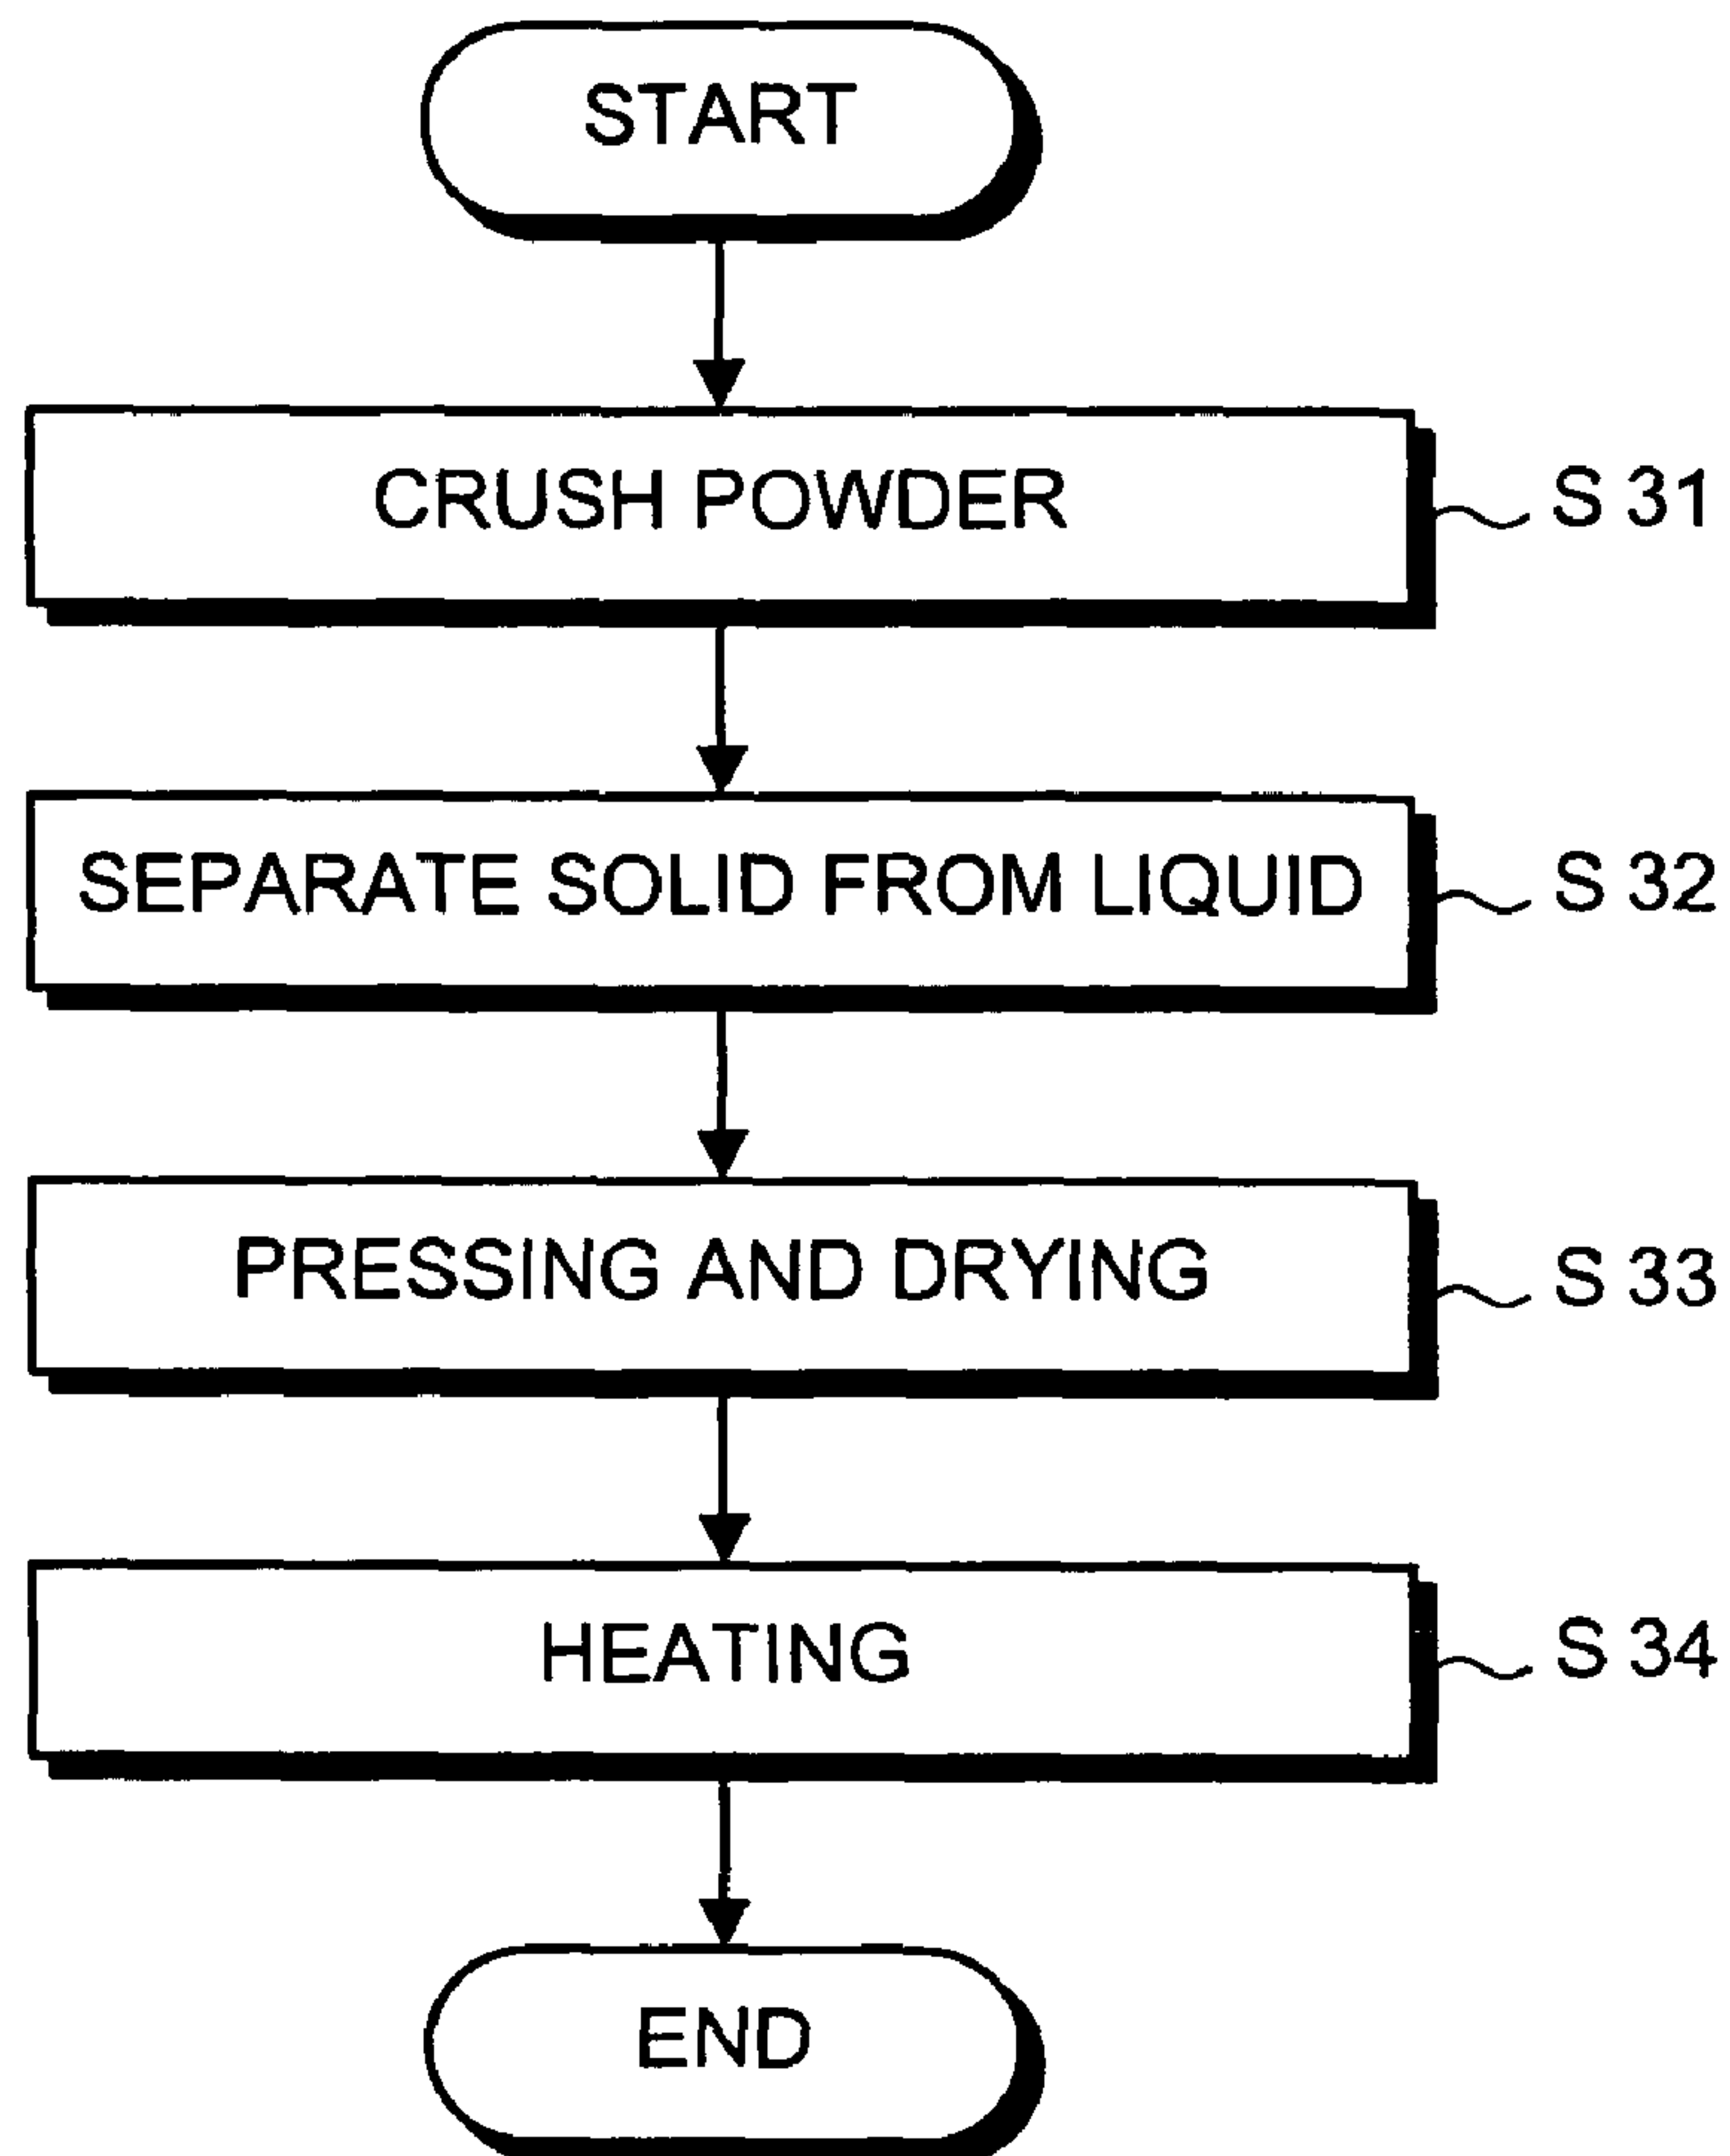 START
CRUSH POWDER
S 31
SEPARATE SOLID FROM LIQUID
S 32
PRESSING AND DRYING
S 33
HEATING
S 34
END